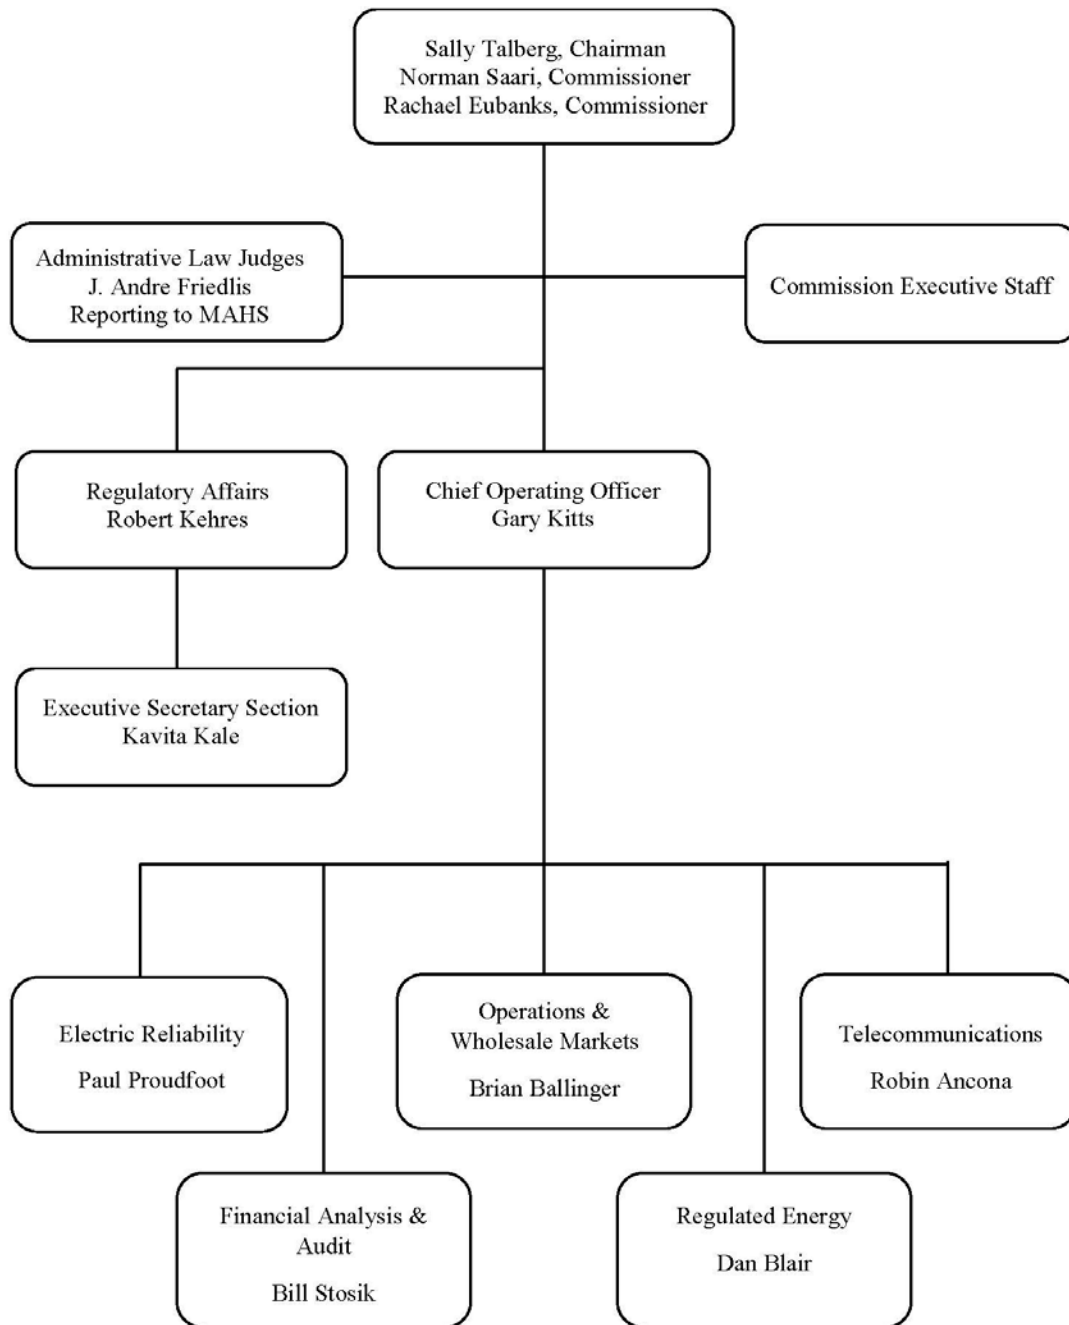 Sally Talberg, Chairman
Norman Saari, Commissioner
Rachael Eubanks, Commissioner
Administrative Law Judges
J. Andre Friedlis
Reporting to MAHS
Commission Executive Staff
Regulatory Affairs
Robert Kehres
Chief Operating Officer
Gary Kitts
Executive Secretary Section
Kavita Kale
Electric Reliability
Paul Proudfoot
Operations &
Wholesale Markets
Brian Ballinger
Telecommunications
Robin Ancona
Financial Analysis &
Audit
Bill Stosik
Regulated Energy
Dan Blair